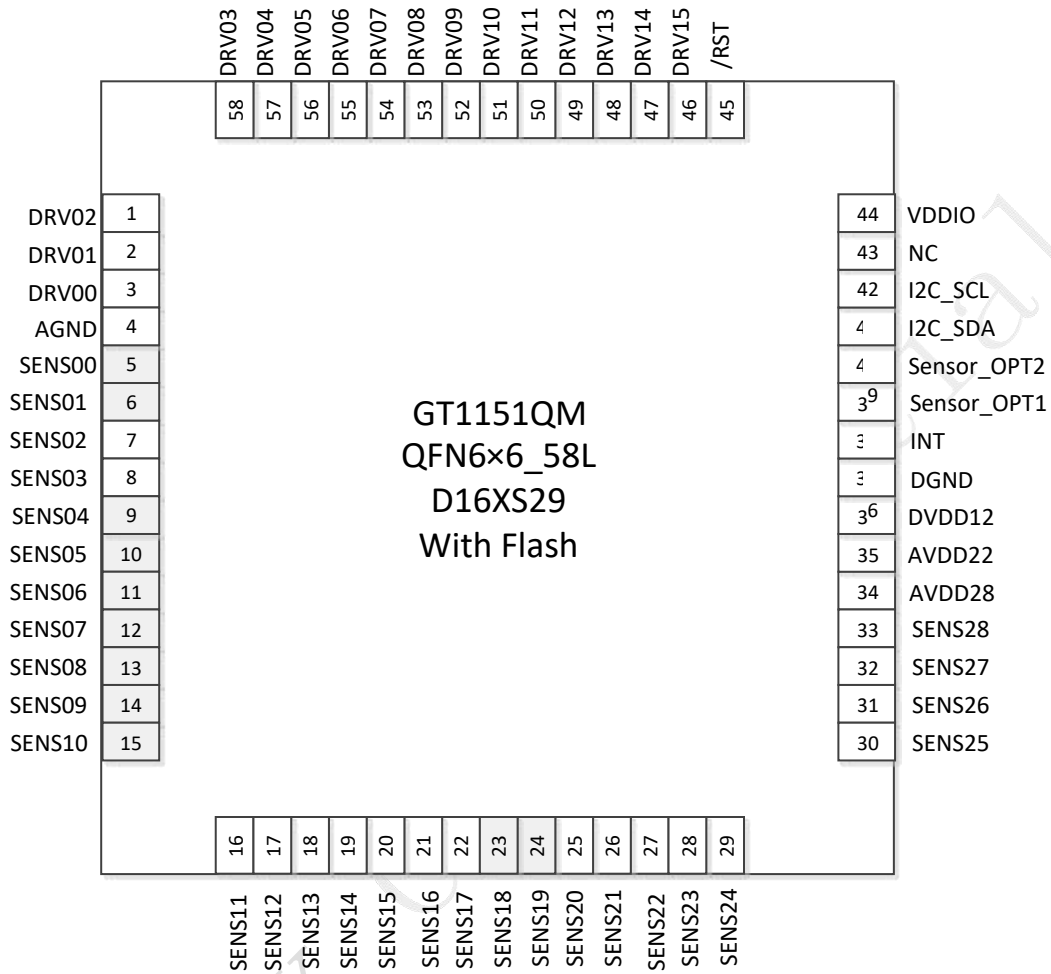 DRV03
DRV04
DRV05
DRV06
DRV07
DRV08
DRV09
DRV10
DRV11
DRV12
DRV13
DRV14
DRV15
/RST
58
57
56
55
54
53
52
51
50
49
48
47
46
45
DRV02 1
DRV01 2
DRV00 3
AGND 4
SENS00 5
SENS01 6
SENS02 7
SENS03 8
SENS04 9
SENS05 10
SENS06 11
SENS07 12
SENS08 13
SENS09 14
SENS10 15
GT1151QM
QFN6×6_58L
D16XS29
With Flash
44 VDDIO
43 NC
42 I2C_SCL
4 I2C_SDA
4 Sensor_OPT2
39 Sensor_OPT1
3 INT
3 DGND
36 DVDD12
35 AVDD22
34 AVDD28
33 SENS28
32 SENS27
31 SENS26
30 SENS25
16
17
18
19
20
21
22
23
24
25
26
27
28
29
SENS11
SENS12
SENS13
SENS14
SENS15
SENS16
SENS17
SENS18
SENS19
SENS20
SENS21
SENS22
SENS23
SENS24